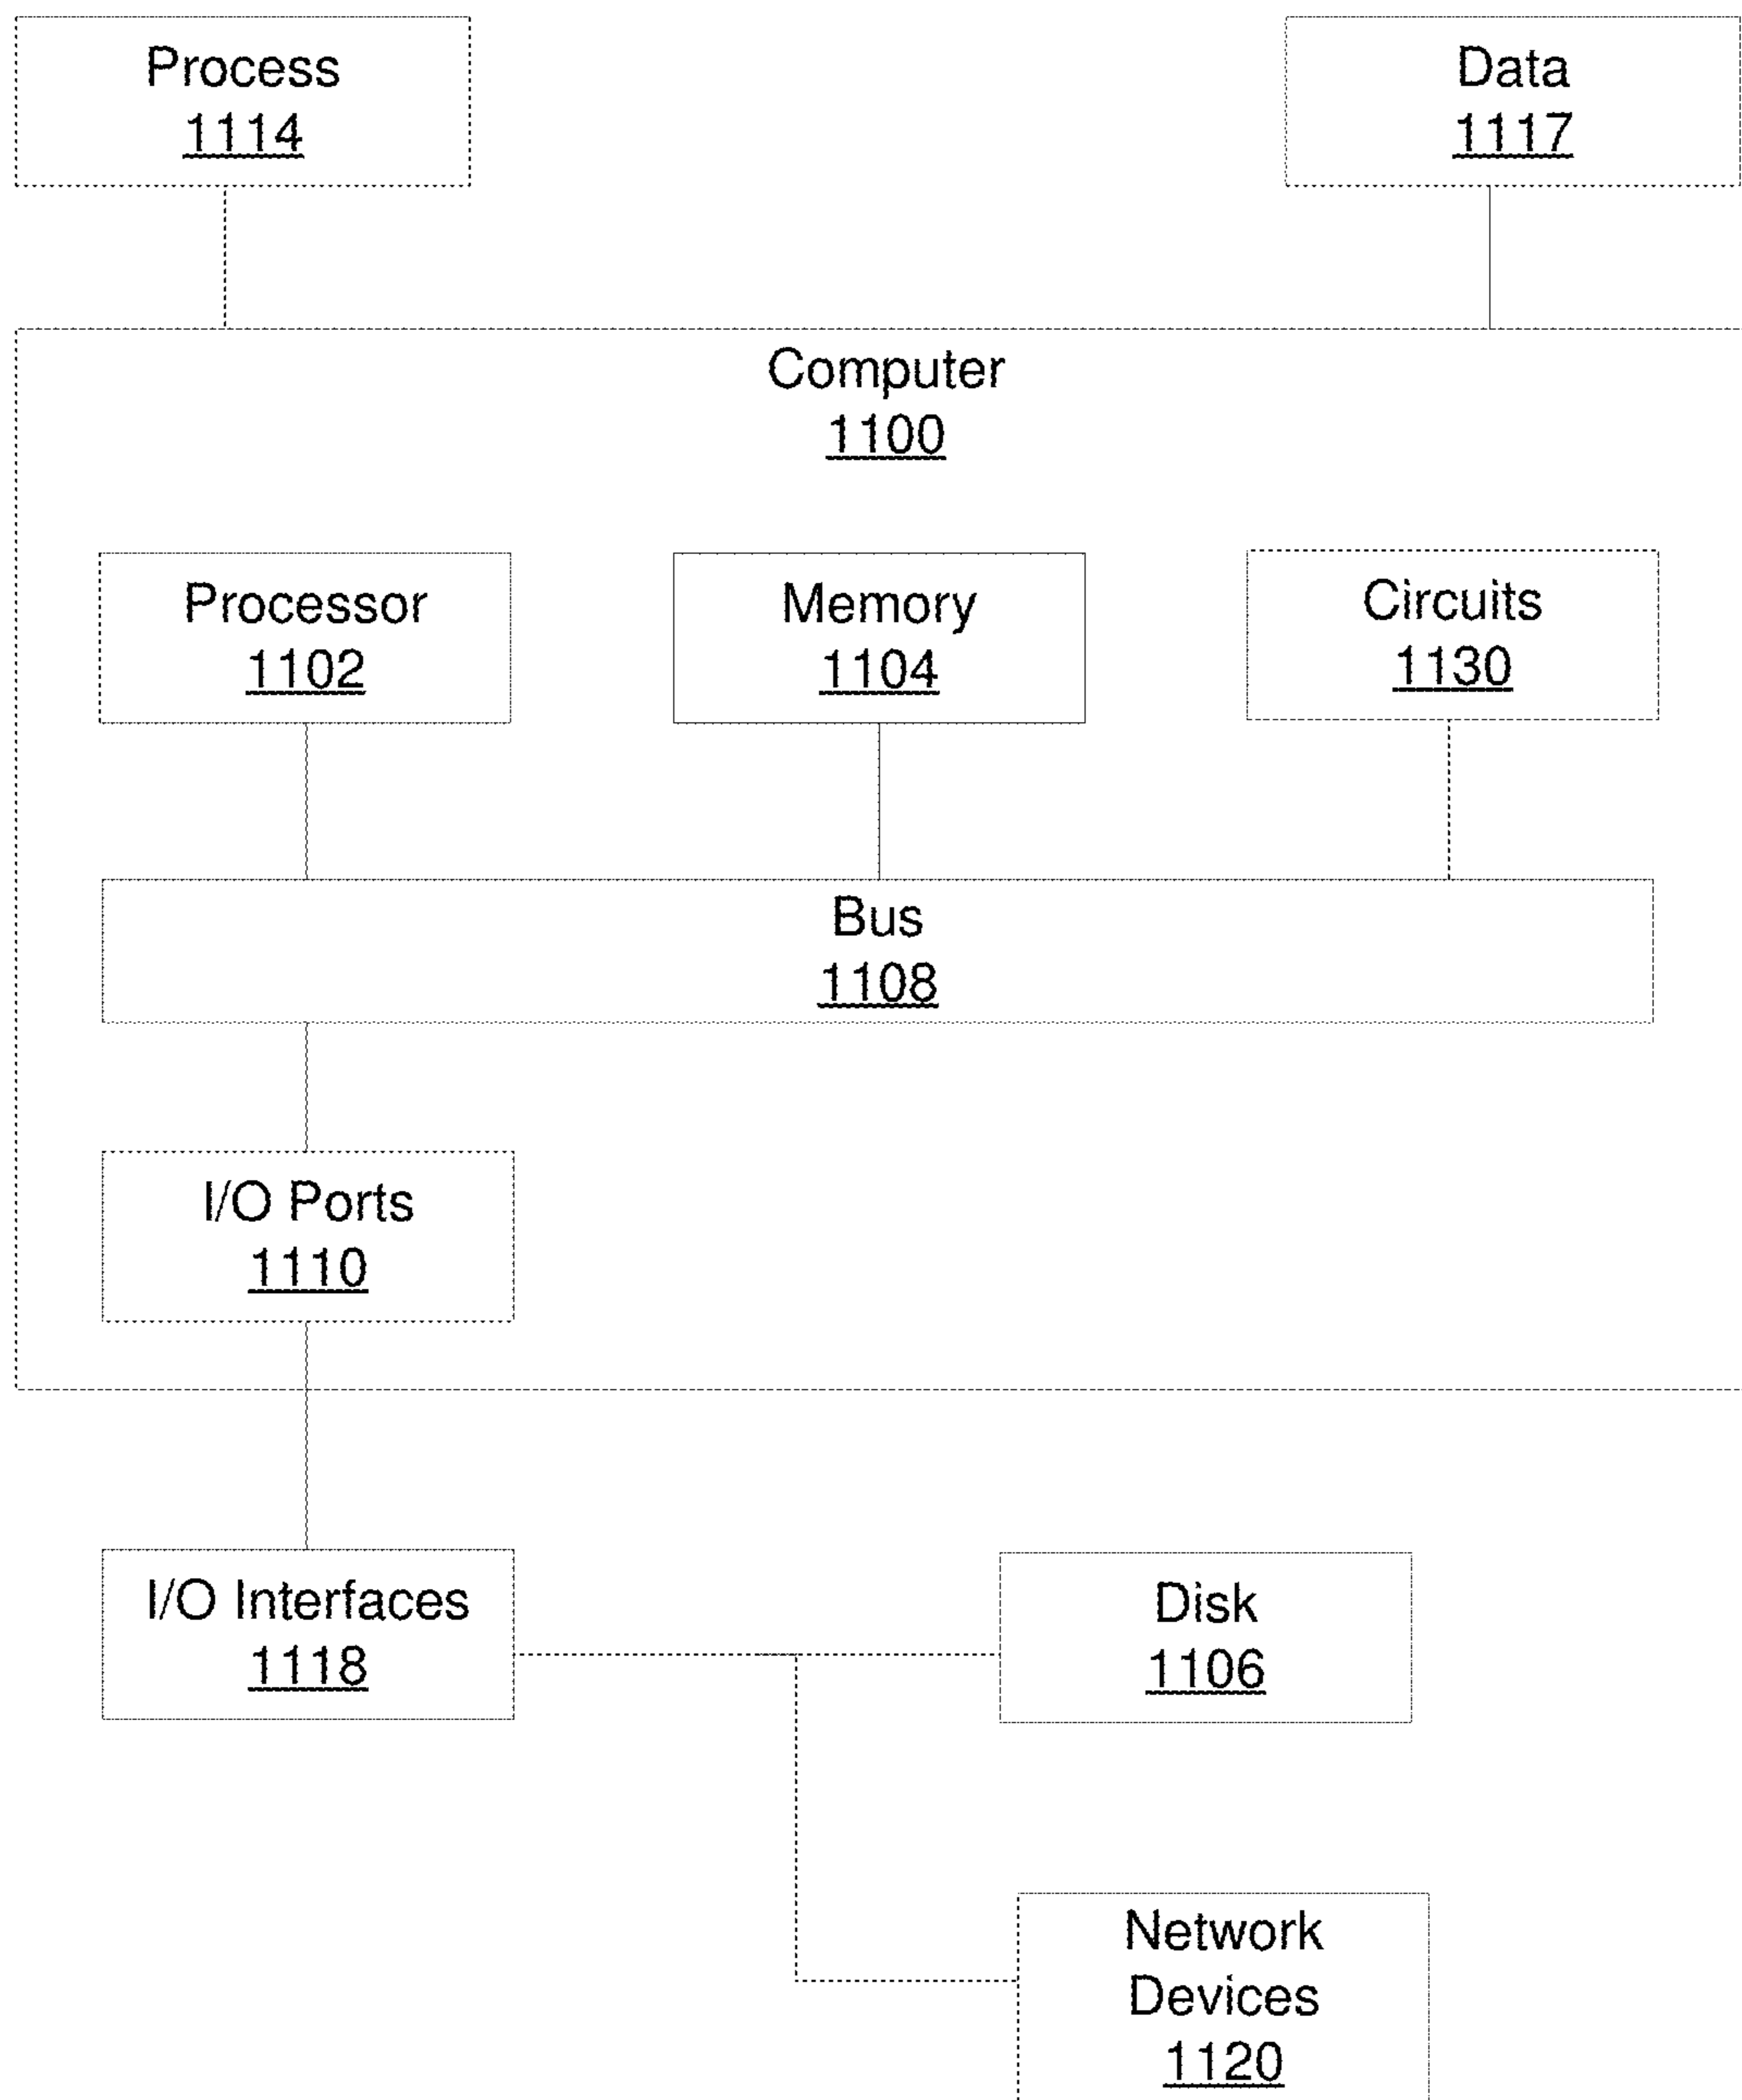 Process
1114
Data
1117
Computer
1100
Processor
1102
Memory
1104
Circuits
1130
Bus
1108
I/O Ports
1110
I/O Interfaces
1118
Disk
1106
Network
Devices
1120